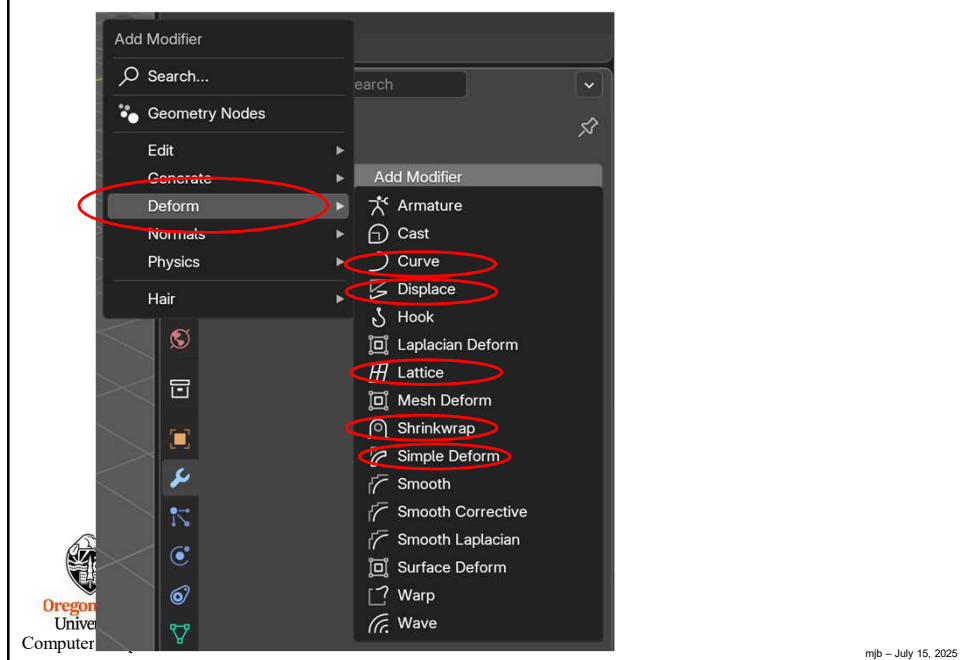 Add Modifier
Search...
earch
Geometry Nodes
Edit
Generate
Deform
Normals
Physics
Hair
Add Modifier
Armature
Cast
Curve
Displace
Hook
Laplacian Deform
Lattice
Mesh Deform
Shrinkwrap
Simple Deform
Smooth
Smooth Corrective
Smooth Laplacian
Surface Deform
Warp
Wave
Oregon
Univer
Computer
mjb – July 15, 2025